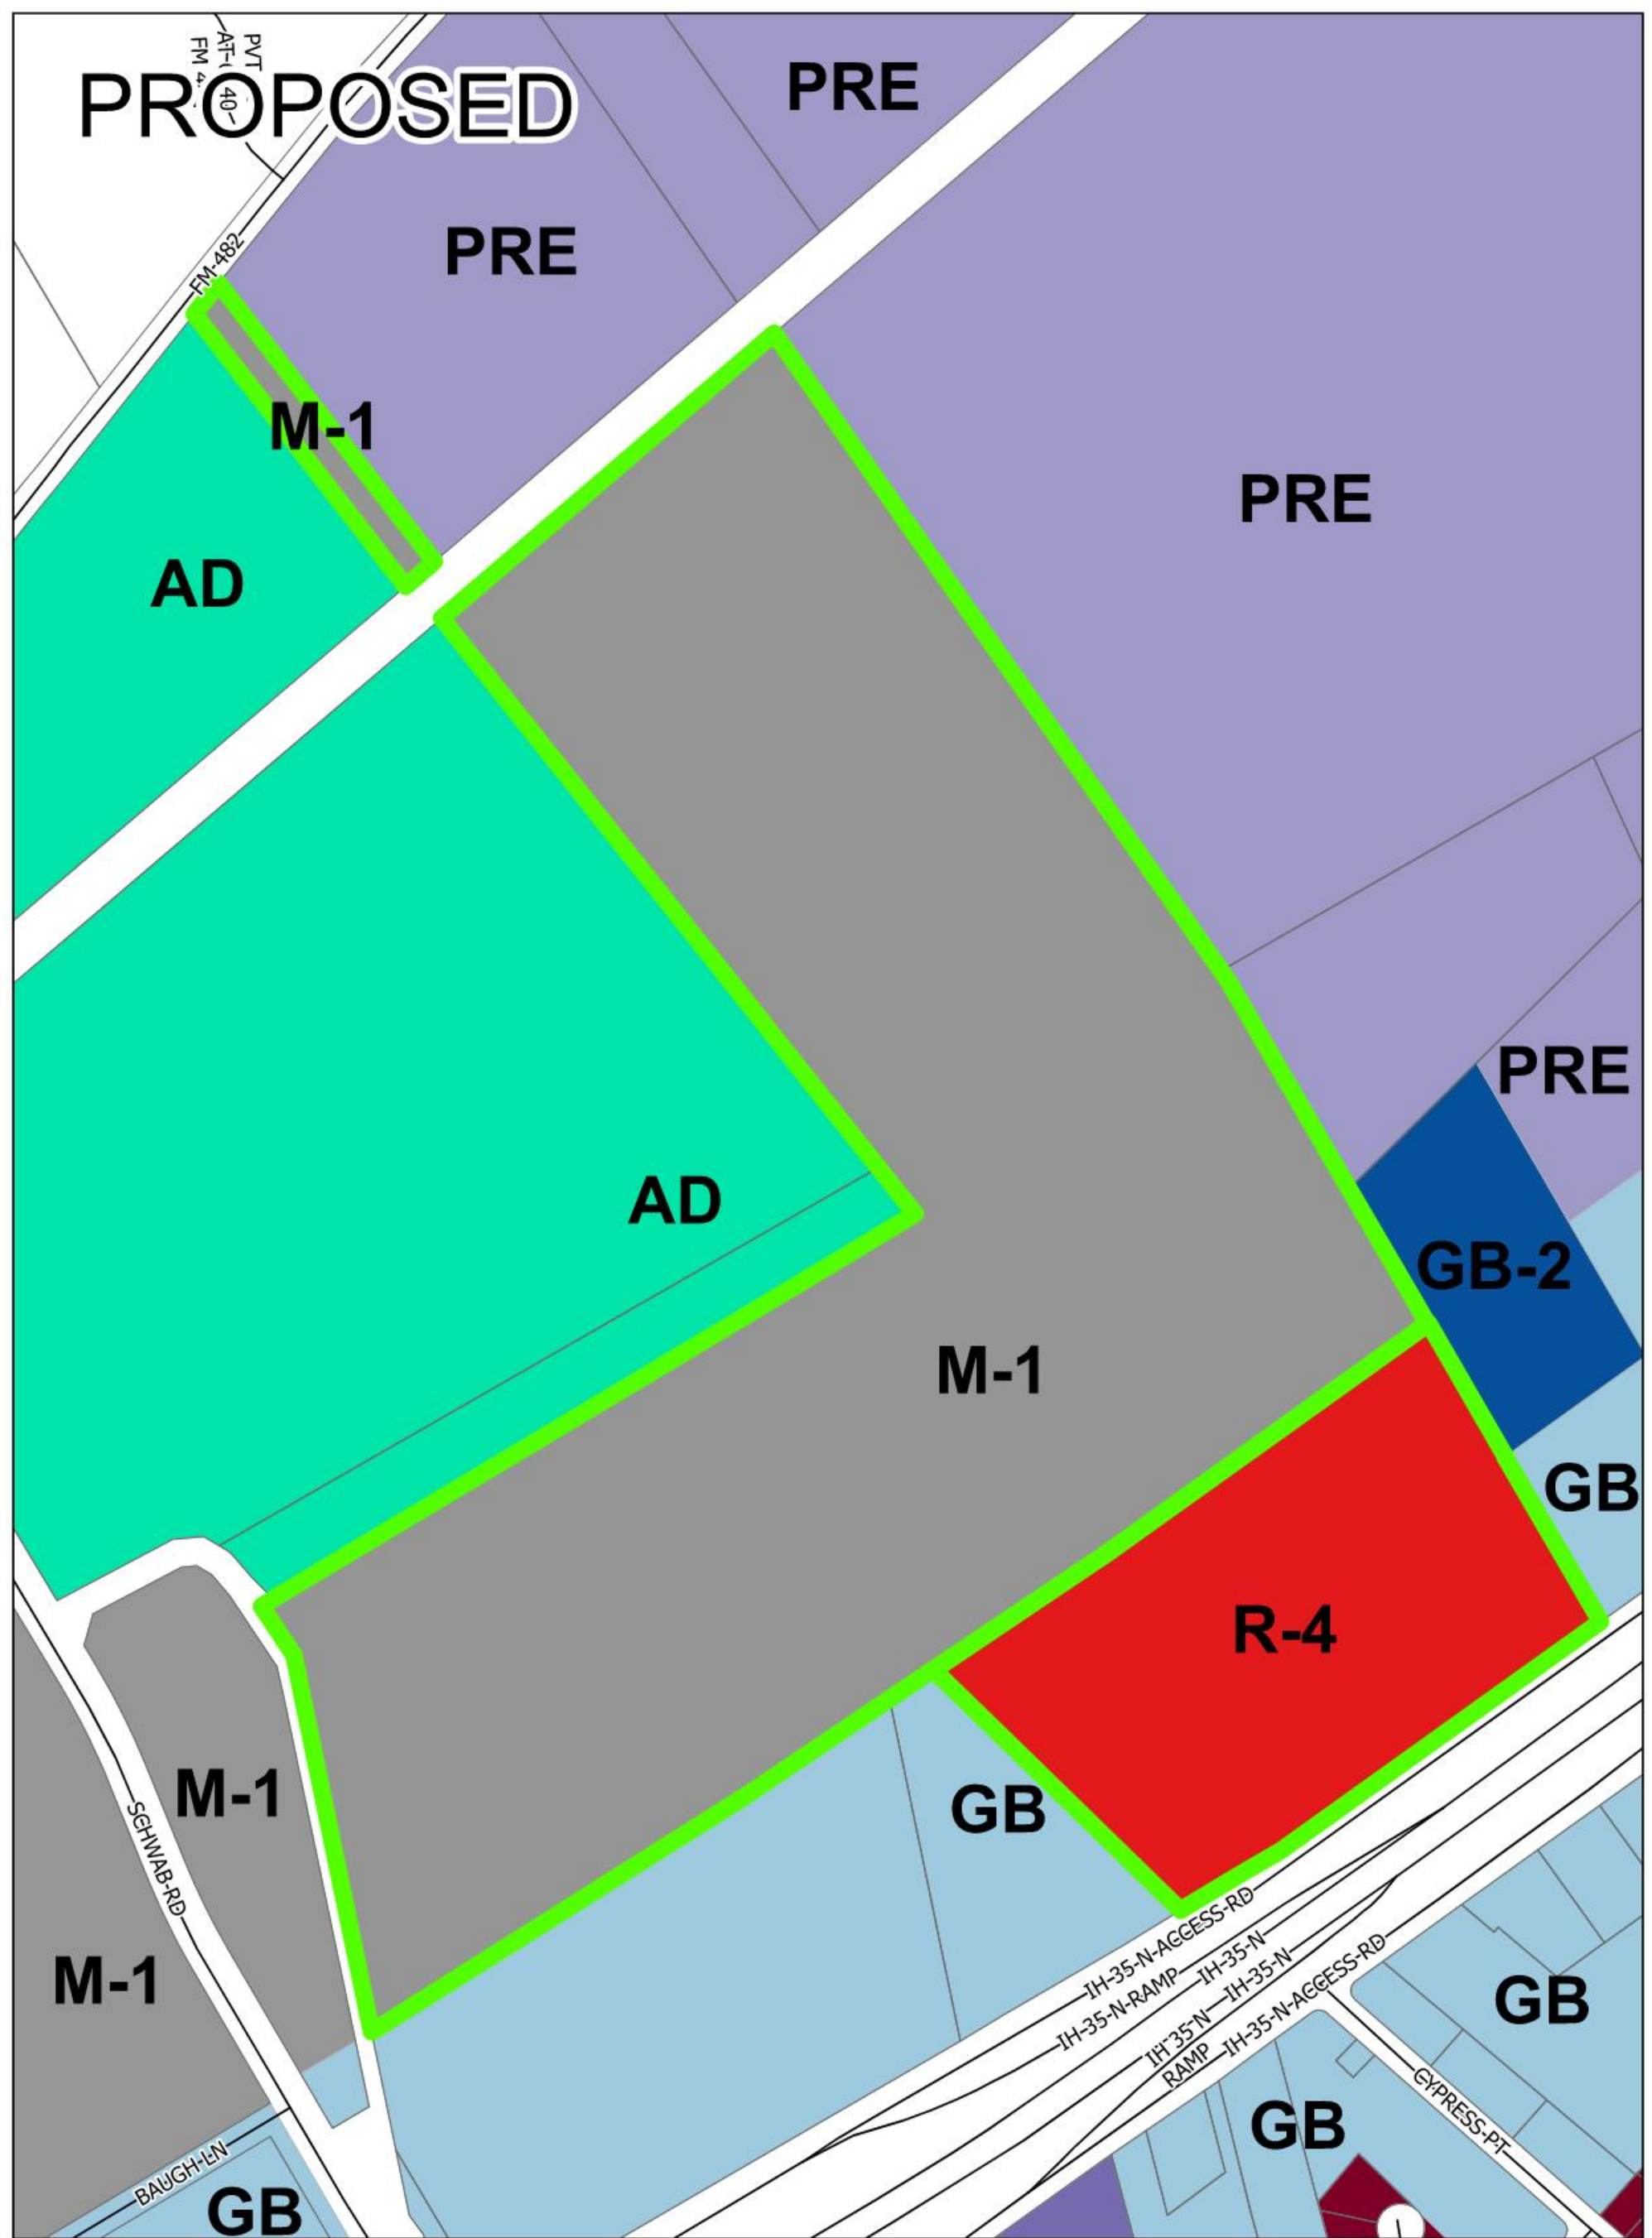 PVT
PROPOSED
PRE
PRE
FM-482
M-1
PRE
AD
PRE
AD
GB-2
M-1
GB
R-4
M-1
SCHWAB-RD
GB
IH-35-N-ACCESS-RD
IH-35-N
IH-35-N-RAMP
IH-35-N
IH-35-N
IH-35-N-ACCESS-RD
RAMP
M-1
GB
CYPRESS-PT
GB
BAUGH-LN
GB